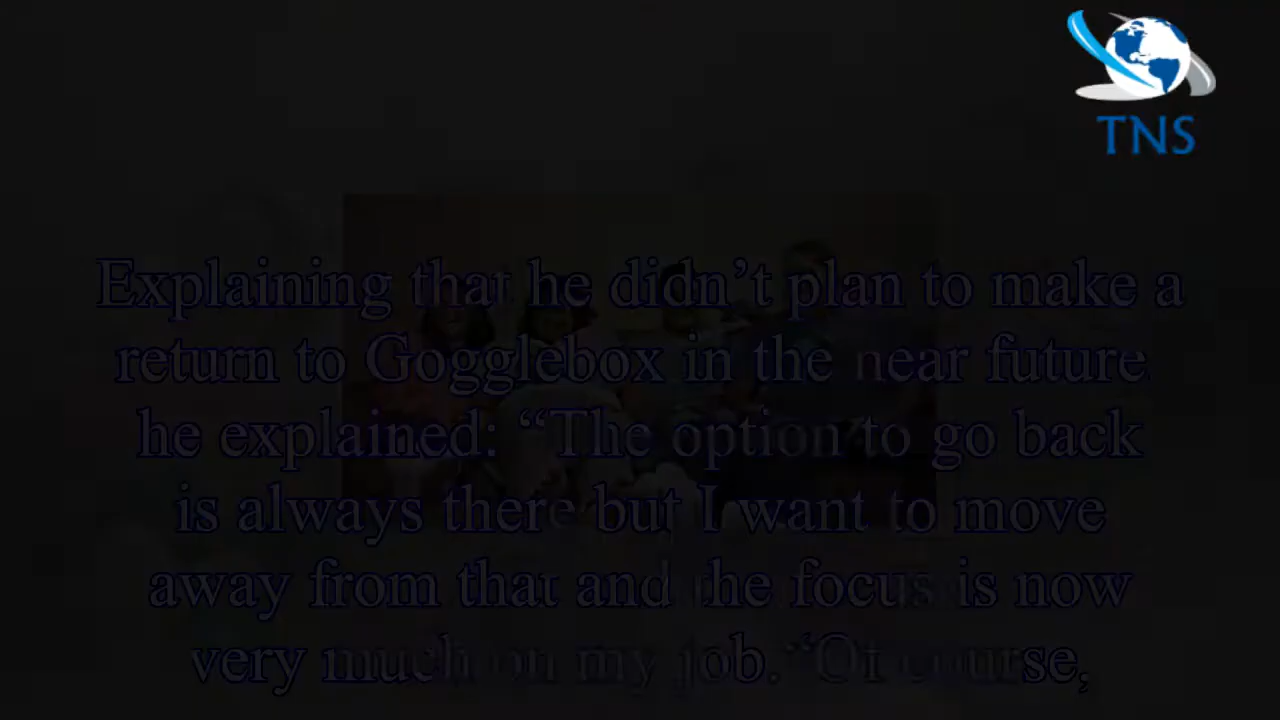 TNS
Explaining that he didn’t plan to make a
return to Gogglebox in the near future
he explained: “The option to go back
is always there but I want to move
away from that and the focus is now
very much on my job.“Of course,